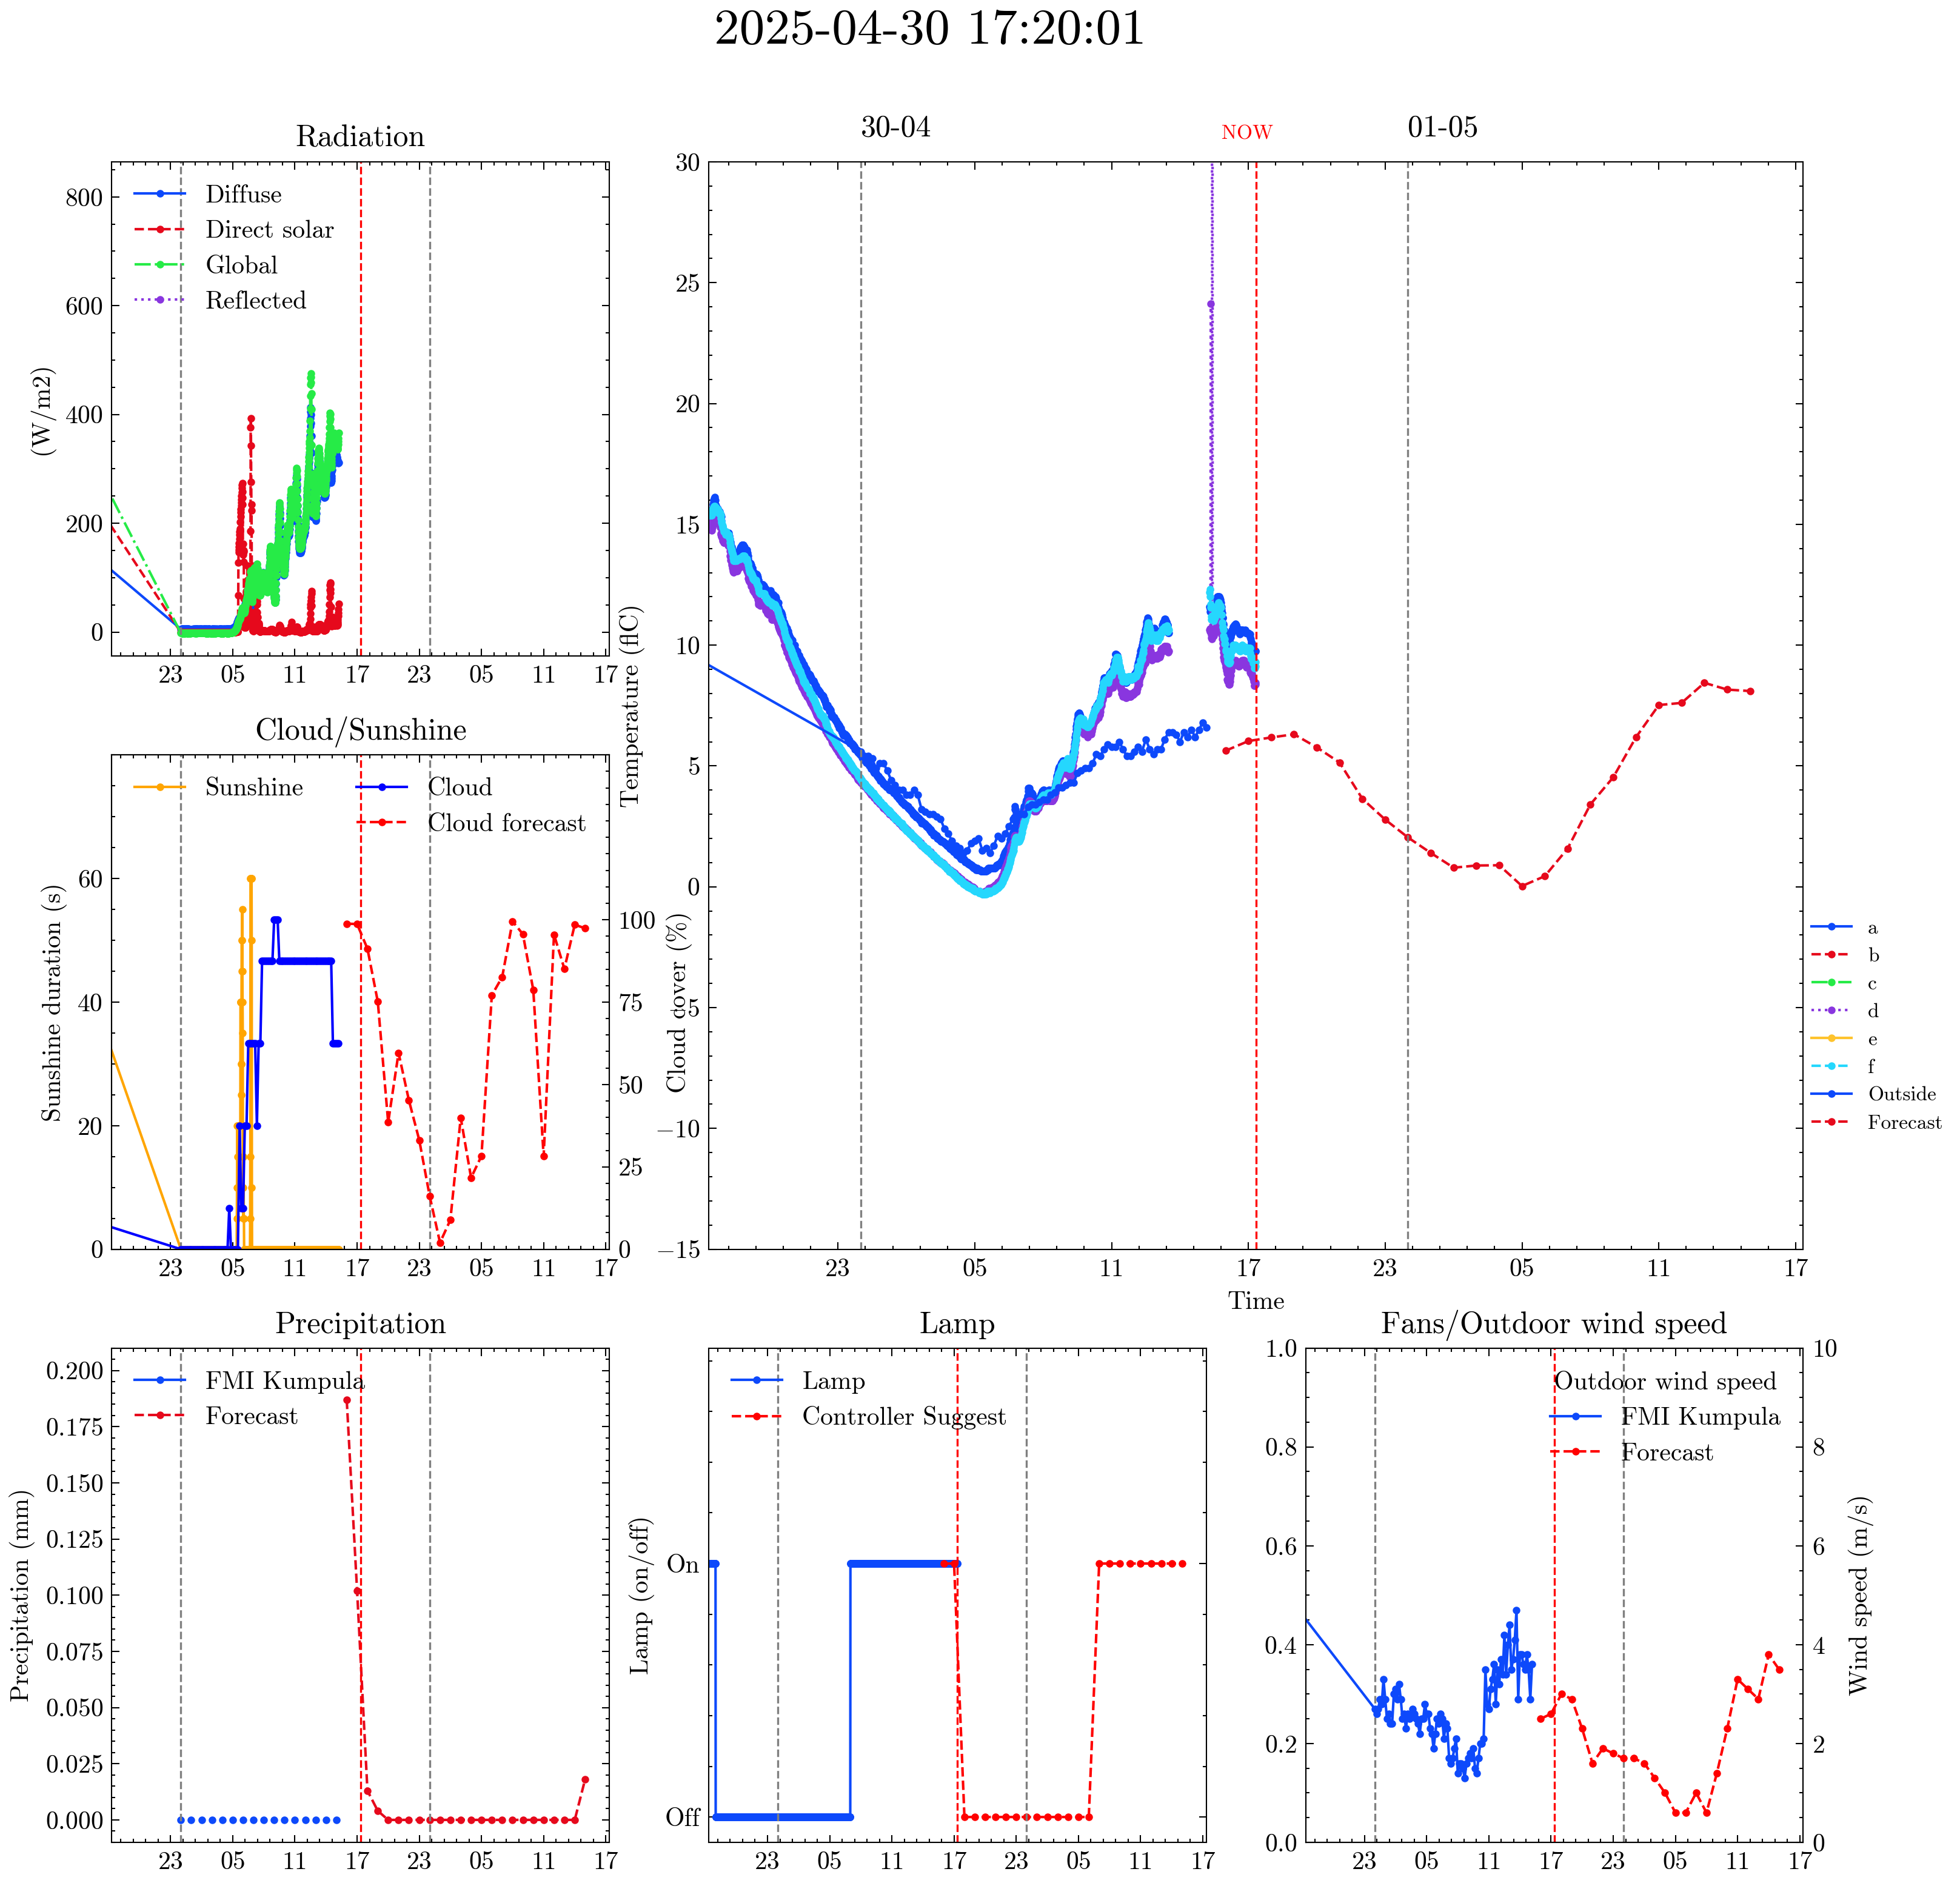 2025-04-30 17:20:01
Radiation
(W/m2)
800
600
400
200
0
Diffuse
Direct solar
Global
Reflected
23 05 11 17 23 05 11 17
30-04 NOW 01-05
Temperature (flC)
30
25
20
15
10
5
0
−5
−10
−15
23 05 11 17 23 05 11 17
Time
a
b
c
d
e
f
Outside
Forecast
Cloud/Sunshine
Sunshine duration (s)
60
40
20
0
Sunshine
Cloud
Cloud forecast
100
75
50
25
0
Cloud cover (%)
23 05 11 17 23 05 11 17
Precipitation
Precipitation (mm)
0.200
0.175
0.150
0.125
0.100
0.075
0.050
0.025
0.000
FMI Kumpula
Forecast
23 05 11 17 23 05 11 17
Lamp
Lamp (on/off)
On
Off
Lamp
Controller Suggest
23 05 11 17 23 05 11 17
Fans/Outdoor wind speed
1.0
0.8
0.6
0.4
0.2
0.0
Outdoor wind speed
FMI Kumpula
Forecast
10
8
6
4
2
0
Wind speed (m/s)
23 05 11 17 23 05 11 17